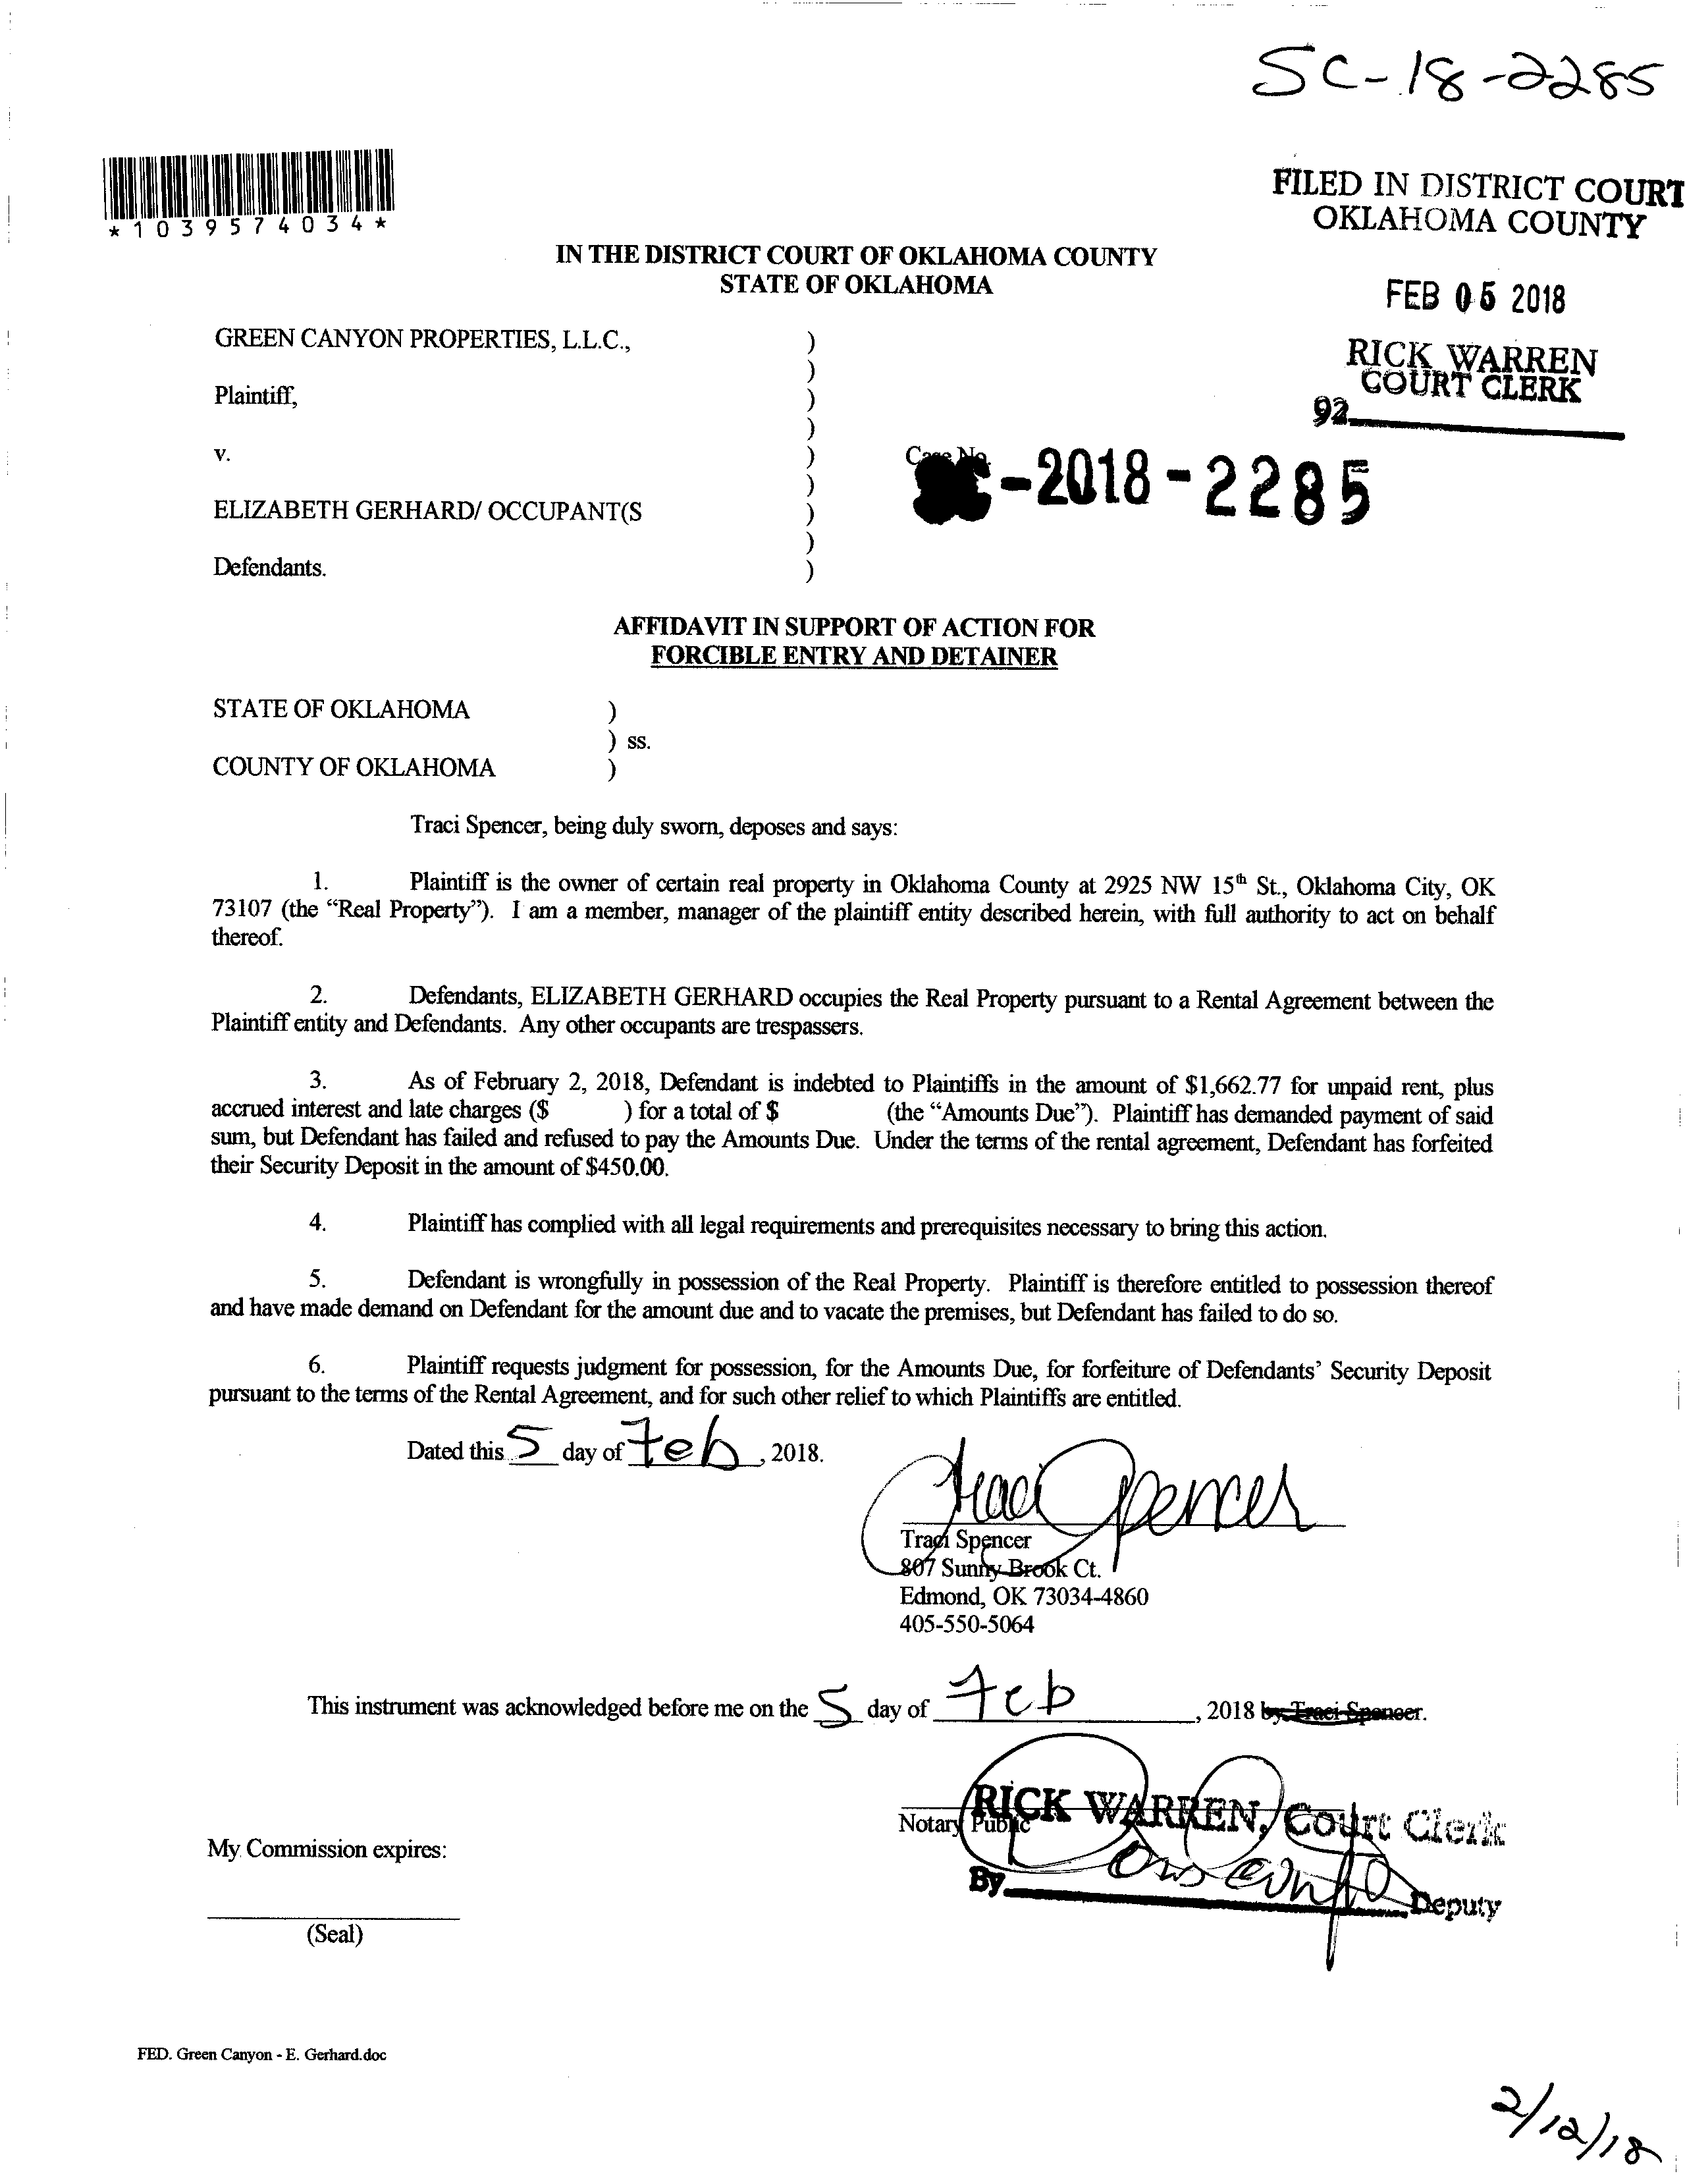 SC-18-2285
*1039574034*
FILED IN DISTRICT COURT
OKLAHOMA COUNTY
FEB 05 2018
RICK WARREN
COURT CLERK
92
IN THE DISTRICT COURT OF OKLAHOMA COUNTY
STATE OF OKLAHOMA
GREEN CANYON PROPERTIES, L.L.C., )
)
Plaintiff, )
)
v. ) Case No.
) -2018-2285
ELIZABETH GERHARD/ OCCUPANT(S )
)
Defendants. )
AFFIDAVIT IN SUPPORT OF ACTION FOR
FORCIBLE ENTRY AND DETAINER
STATE OF OKLAHOMA )
) ss.
COUNTY OF OKLAHOMA )
Traci Spencer, being duly sworn, deposes and says:
1. Plaintiff is the owner of certain real property in Oklahoma County at 2925 NW 15th St., Oklahoma City, OK
73107 (the “Real Property”). I am a member, manager of the plaintiff entity described herein, with full authority to act on behalf
thereof.
2. Defendants, ELIZABETH GERHARD occupies the Real Property pursuant to a Rental Agreement between the
Plaintiff entity and Defendants. Any other occupants are trespassers.
3. As of February 2, 2018, Defendant is indebted to Plaintiffs in the amount of $1,662.77 for unpaid rent, plus
accrued interest and late charges ($ ) for a total of $ (the “Amounts Due”). Plaintiff has demanded payment of said
sum, but Defendant has failed and refused to pay the Amounts Due. Under the terms of the rental agreement, Defendant has forfeited
their Security Deposit in the amount of $450.00.
4. Plaintiff has complied with all legal requirements and prerequisites necessary to bring this action.
5. Defendant is wrongfully in possession of the Real Property. Plaintiff is therefore entitled to possession thereof
and have made demand on Defendant for the amount due and to vacate the premises, but Defendant has failed to do so.
6. Plaintiff requests judgment for possession, for the Amounts Due, for forfeiture of Defendants’ Security Deposit
pursuant to the terms of the Rental Agreement, and for such other relief to which Plaintiffs are entitled.
Dated this 5 day of Feb, 2018.
Traci Spencer
Traci Spencer
807 Sunny Brook Ct.
Edmond, OK 73034-4860
405-550-5064
This instrument was acknowledged before me on the 5 day of Feb, 2018 by Traci Spencer.
RICK WARREN, Court Clerk
Notary Public
My Commission expires:
By Deputy
(Seal)
FED. Green Canyon - E. Gerhard.doc
2/12/18